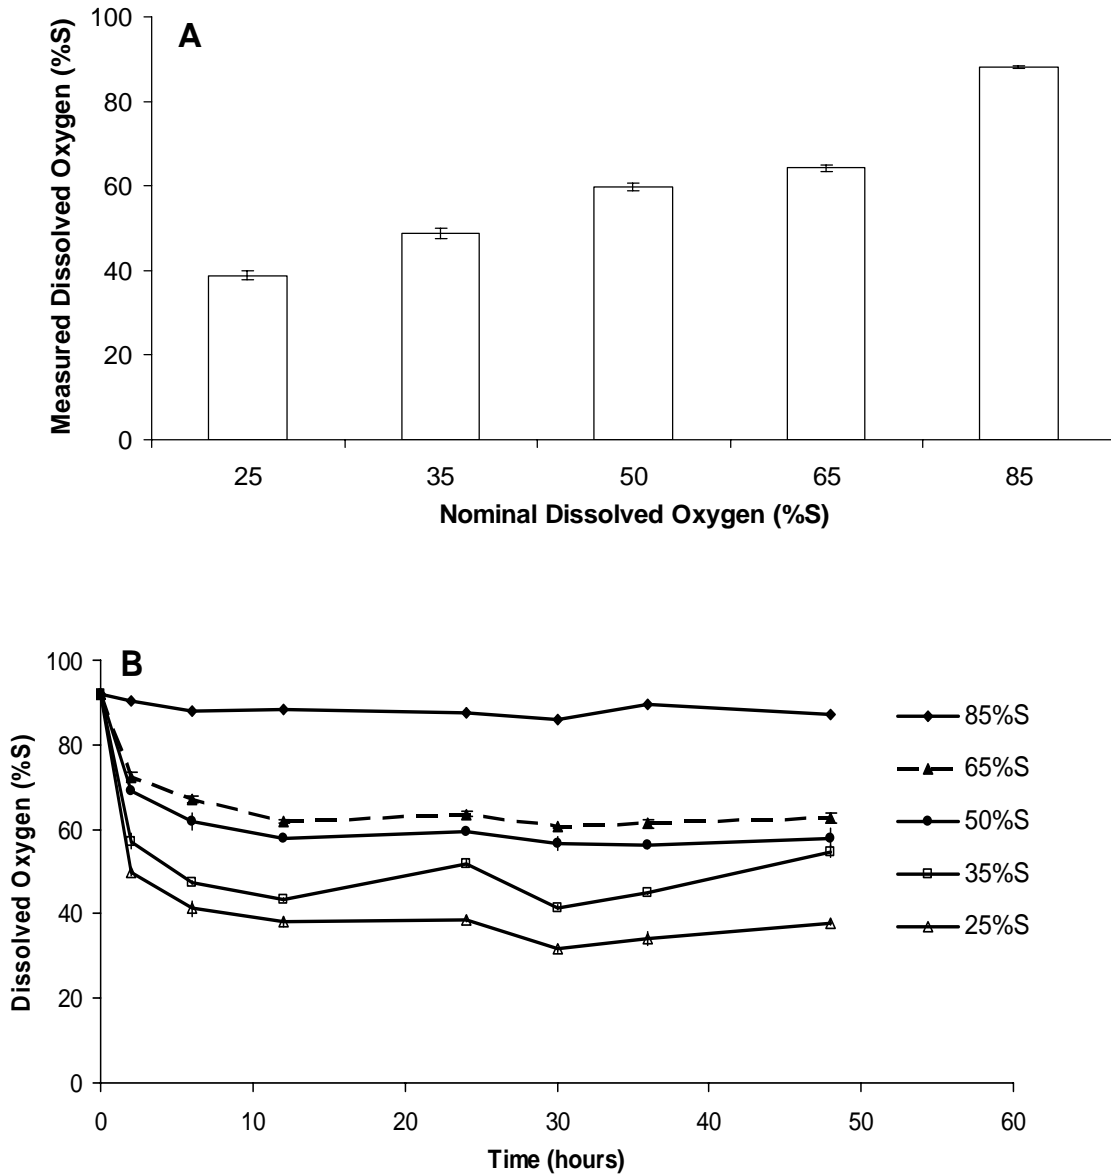 A
Measured Dissolved Oxygen (%S)
100
80
60
40
20
0
25 35 50 65 85
Nominal Dissolved Oxygen (%S)
B
Dissolved Oxygen (%S)
100
80
60
40
20
0
0 10 20 30 40 50 60
Time (hours)
85%S
65%S
50%S
35%S
25%S